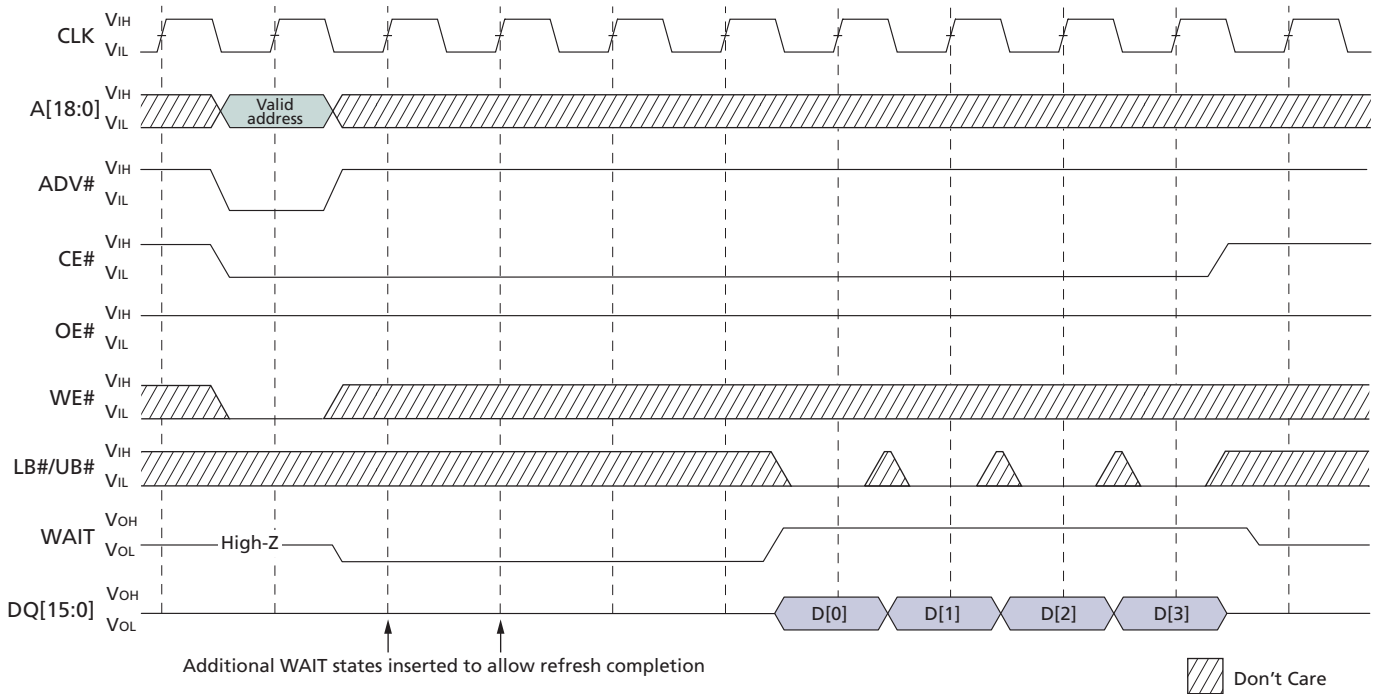 CLK VIH
VIL
A[18:0] VIH
VIL
Valid
address
ADV# VIH
VIL
CE# VIH
VIL
OE# VIH
VIL
WE# VIH
VIL
LB#/UB# VIH
VIL
WAIT VOH
VOL
High-Z
DQ[15:0] VOH
VOL
D[0] D[1] D[2] D[3]
Additional WAIT states inserted to allow refresh completion
Don't Care